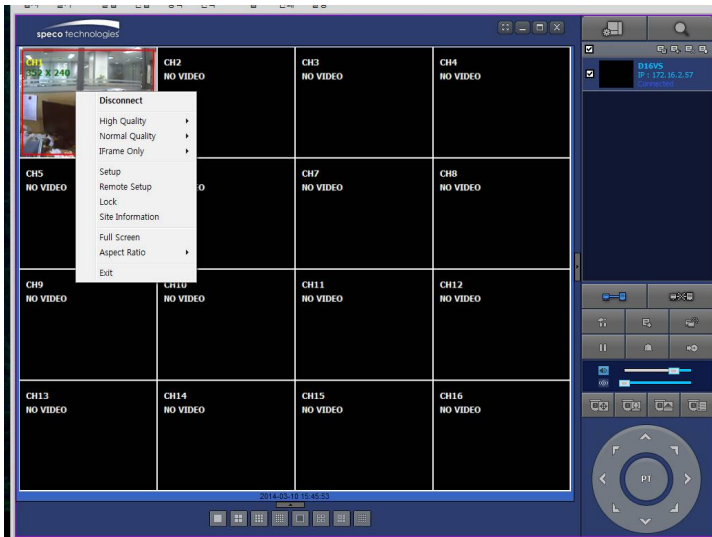 speco technologies
CH1
352 X 240
CH2
NO VIDEO
CH3
NO VIDEO
CH4
NO VIDEO
D16VS
IP : 172.16.2.57
Connected
Disconnect
High Quality
Normal Quality
IFrame Only
Setup
Remote Setup
Lock
Site Information
Full Screen
Aspect Ratio
Exit
CH5
NO VIDEO
CH7
NO VIDEO
CH8
NO VIDEO
CH9
NO VIDEO
CH10
NO VIDEO
CH11
NO VIDEO
CH12
NO VIDEO
CH13
NO VIDEO
CH14
NO VIDEO
CH15
NO VIDEO
CH16
NO VIDEO
2014-03-10 15:45:53
P1